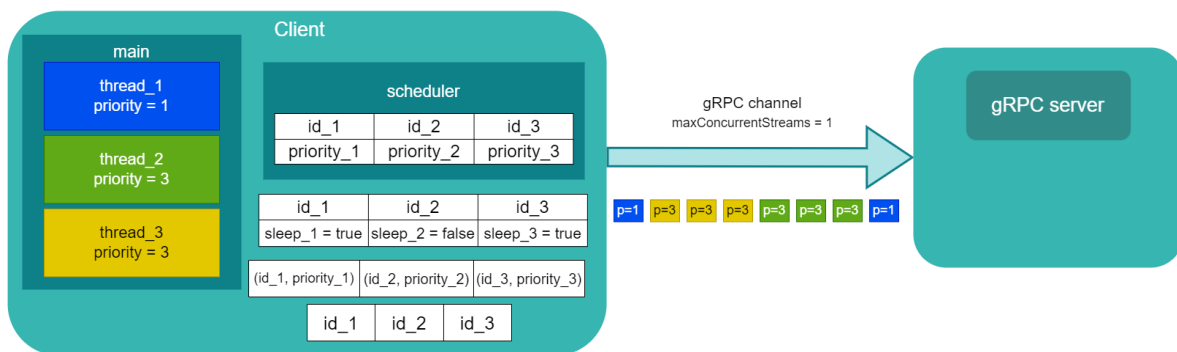 Client
main
thread_1
priority = 1
thread_2
priority = 3
thread_3
priority = 3
scheduler
id_1 id_2 id_3
priority_1 priority_2 priority_3
id_1 id_2 id_3
sleep_1 = true sleep_2 = false sleep_3 = true
(id_1, priority_1) (id_2, priority_2) (id_3, priority_3)
id_1 id_2 id_3
gRPC channel
maxConcurrentStreams = 1
p=1 p=3 p=3 p=3 p=3 p=3 p=3 p=1
gRPC server